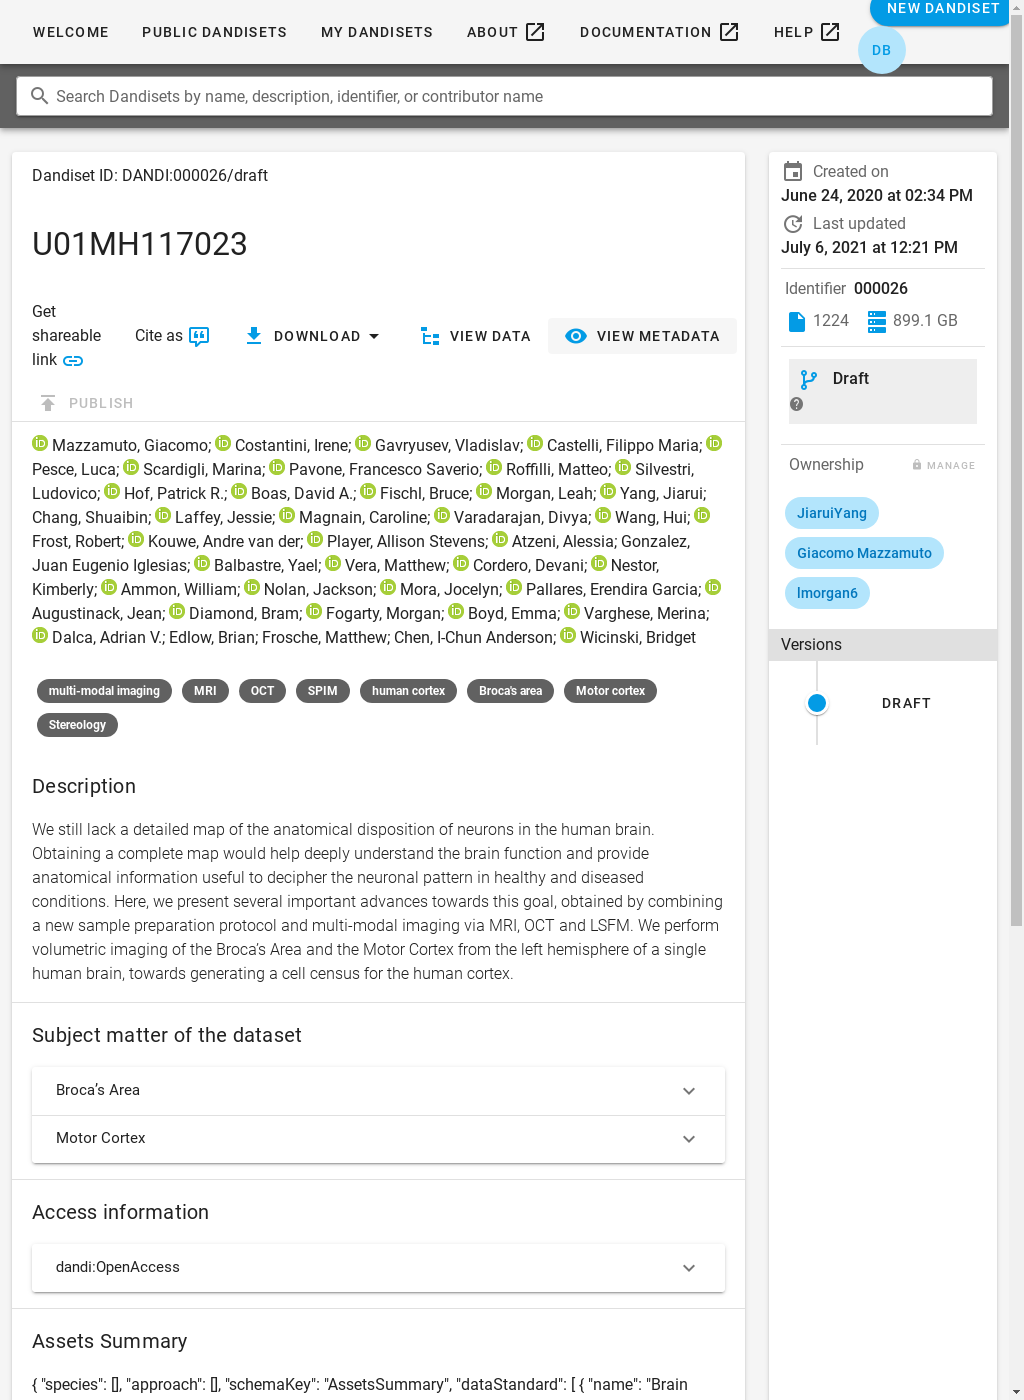 WELCOME PUBLIC DANDISETS MY DANDISETS ABOUT DOCUMENTATION HELP NEW DANDISET
DB
Search Dandisets by name, description, identifier, or contributor name
Dandiset ID: DANDI:000026/draft
U01MH117023
Get
shareable
link
Cite as
DOWNLOAD
VIEW DATA
VIEW METADATA
PUBLISH
Mazzamuto, Giacomo; Costantini, Irene; Gavryusev, Vladislav; Castelli, Filippo Maria;
Pesce, Luca; Scardigli, Marina; Pavone, Francesco Saverio; Roffilli, Matteo; Silvestri,
Ludovico; Hof, Patrick R.; Boas, David A.; Fischl, Bruce; Morgan, Leah; Yang, Jiarui;
Chang, Shuaibin; Laffey, Jessie; Magnain, Caroline; Varadarajan, Divya; Wang, Hui;
Frost, Robert; Kouwe, Andre van der; Player, Allison Stevens; Atzeni, Alessia; Gonzalez,
Juan Eugenio Iglesias; Balbastre, Yael; Vera, Matthew; Cordero, Devani; Nestor,
Kimberly; Ammon, William; Nolan, Jackson; Mora, Jocelyn; Pallares, Erendira Garcia;
Augustinack, Jean; Diamond, Bram; Fogarty, Morgan; Boyd, Emma; Varghese, Merina;
Dalca, Adrian V.; Edlow, Brian; Frosche, Matthew; Chen, I-Chun Anderson; Wicinski, Bridget
multi-modal imaging MRI OCT SPIM human cortex Broca's area Motor cortex
Stereology
Description
We still lack a detailed map of the anatomical disposition of neurons in the human brain.
Obtaining a complete map would help deeply understand the brain function and provide
anatomical information useful to decipher the neuronal pattern in healthy and diseased
conditions. Here, we present several important advances towards this goal, obtained by combining
a new sample preparation protocol and multi-modal imaging via MRI, OCT and LSFM. We perform
volumetric imaging of the Broca’s Area and the Motor Cortex from the left hemisphere of a single
human brain, towards generating a cell census for the human cortex.
Subject matter of the dataset
Broca’s Area
Motor Cortex
Access information
dandi:OpenAccess
Assets Summary
{ "species": [], "approach": [], "schemaKey": "AssetsSummary", "dataStandard": [ { "name": "Brain
Created on
June 24, 2020 at 02:34 PM
Last updated
July 6, 2021 at 12:21 PM
Identifier 000026
1224 899.1 GB
Draft
Ownership MANAGE
JiaruiYang
Giacomo Mazzamuto
lmorgan6
Versions
DRAFT